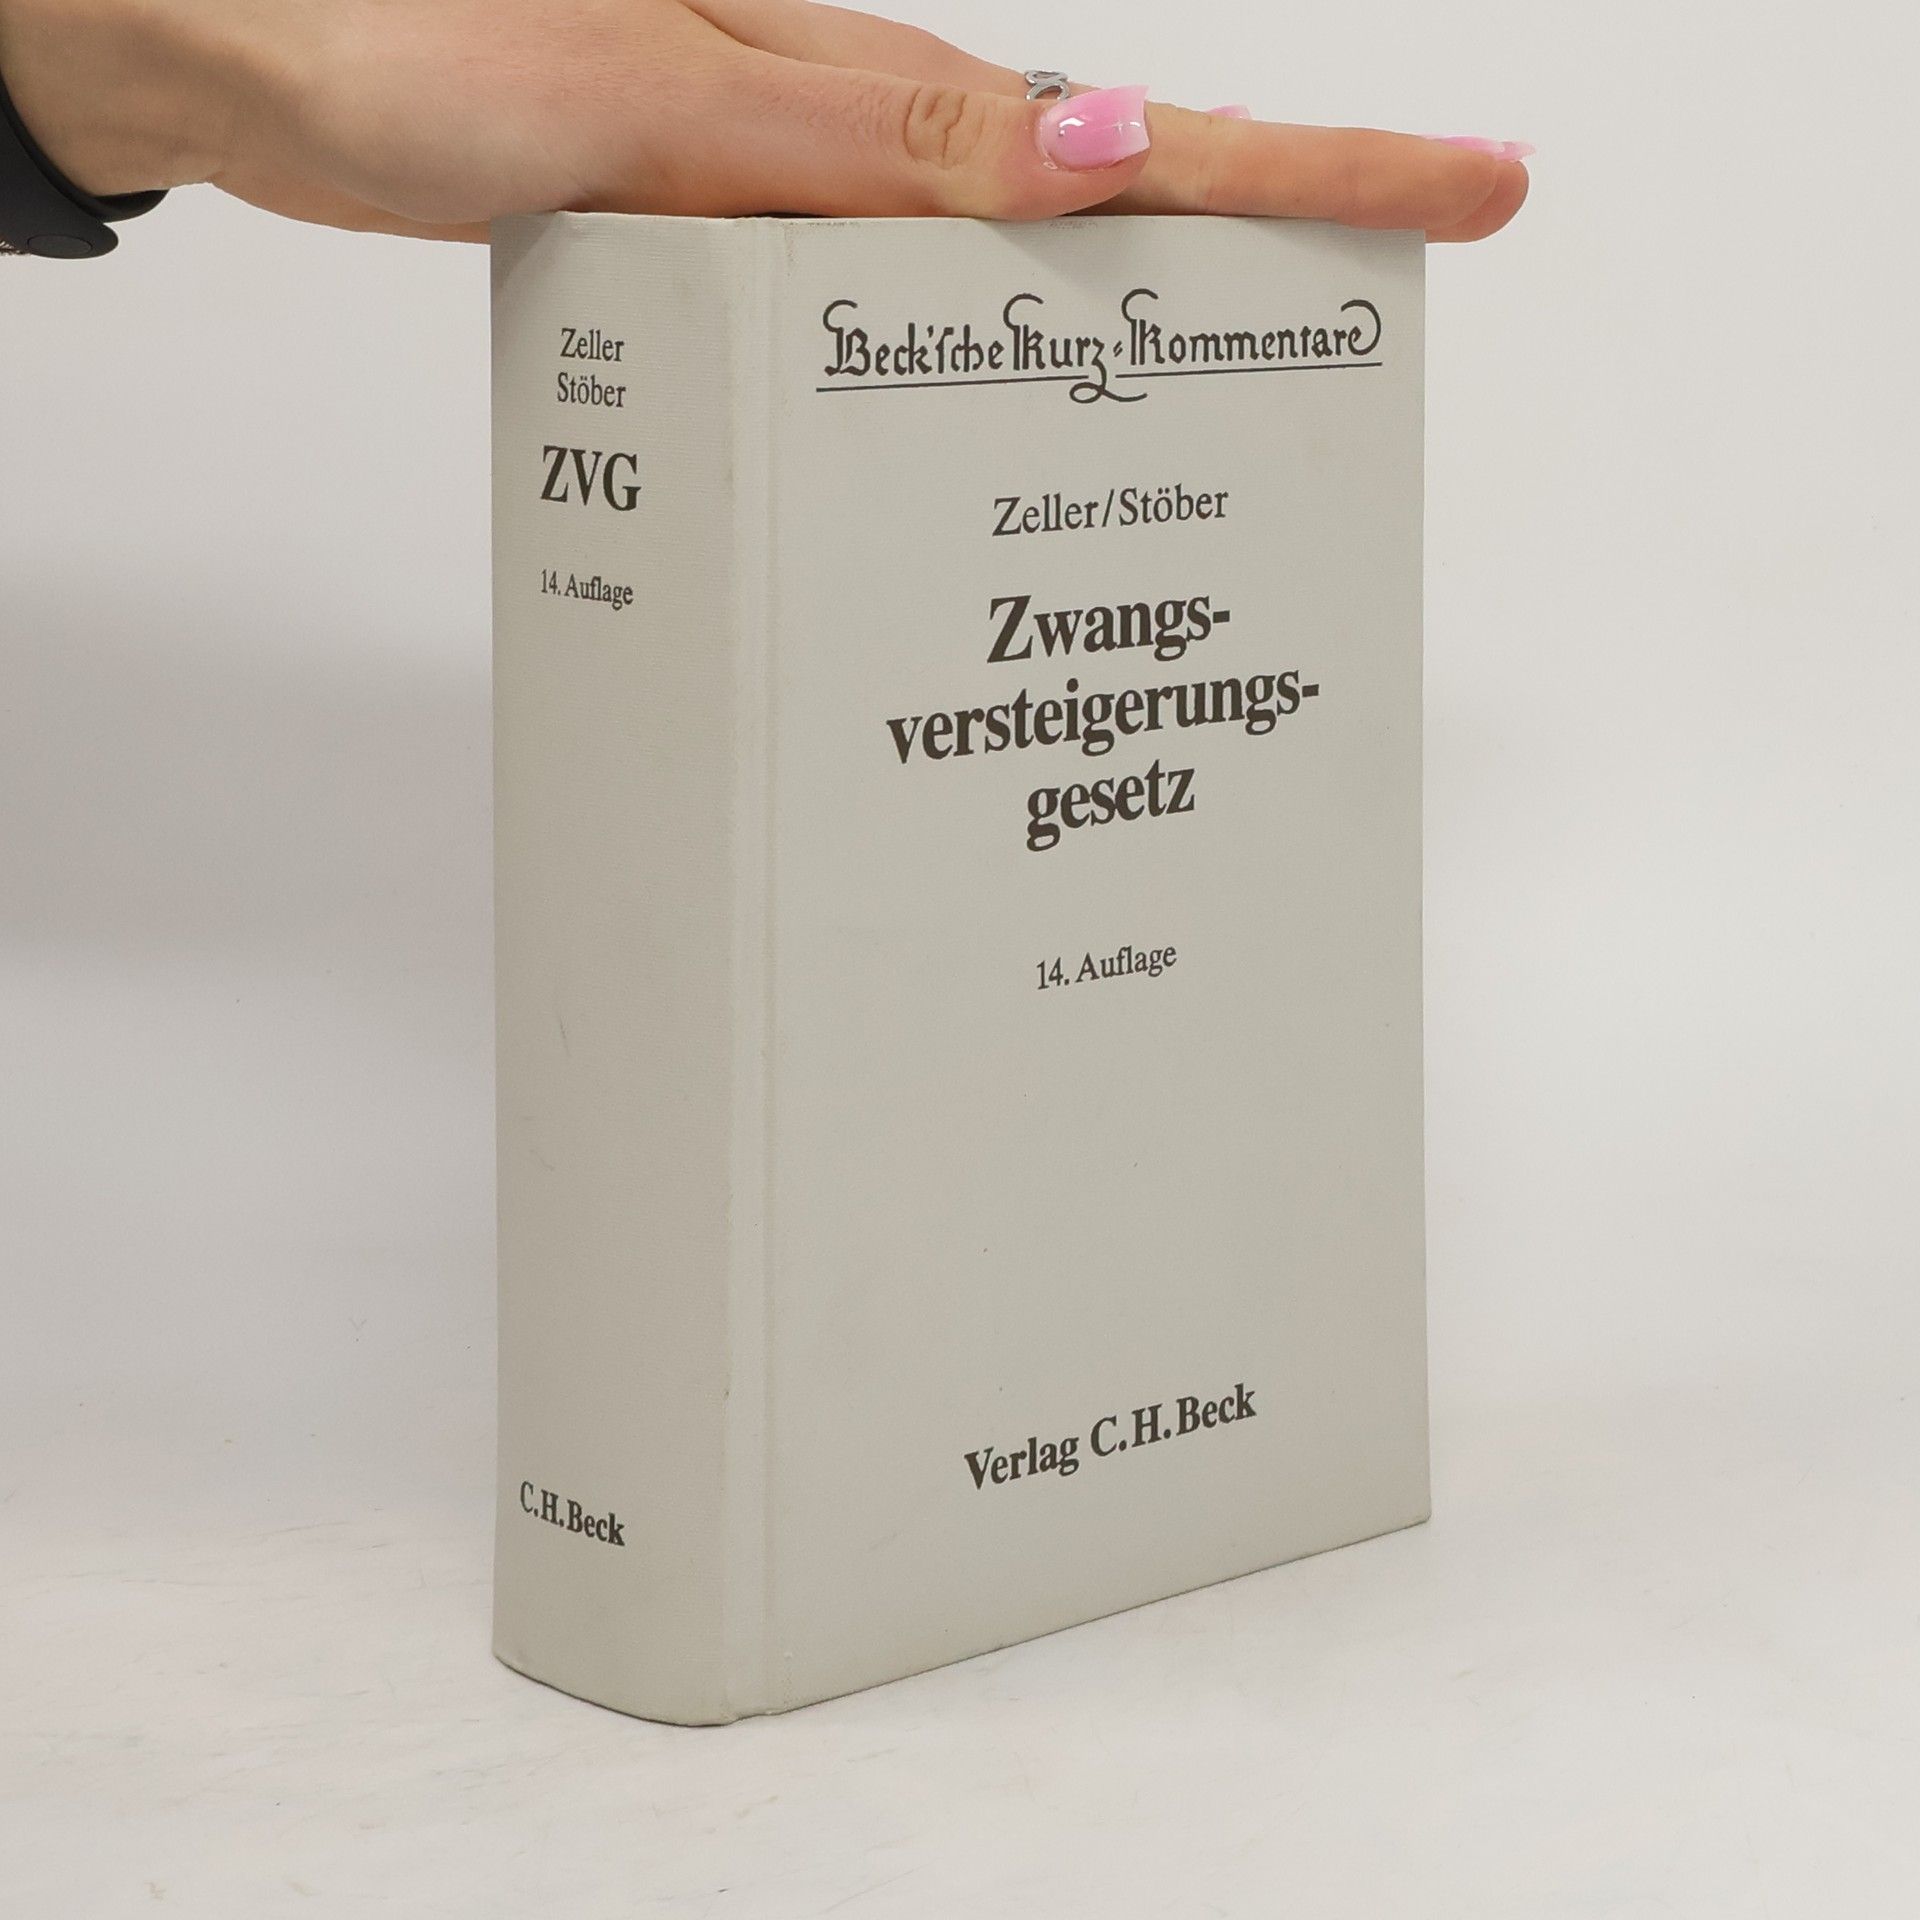 Zeller
Stöber
ZVG
14. Auflage
C.H.Beck
Beck'sche Kurz-Kommentare
Zeller/Stöber
Zwangs-
versteigerungs-
gesetz
14. Auflage
Verlag C.H.Beck